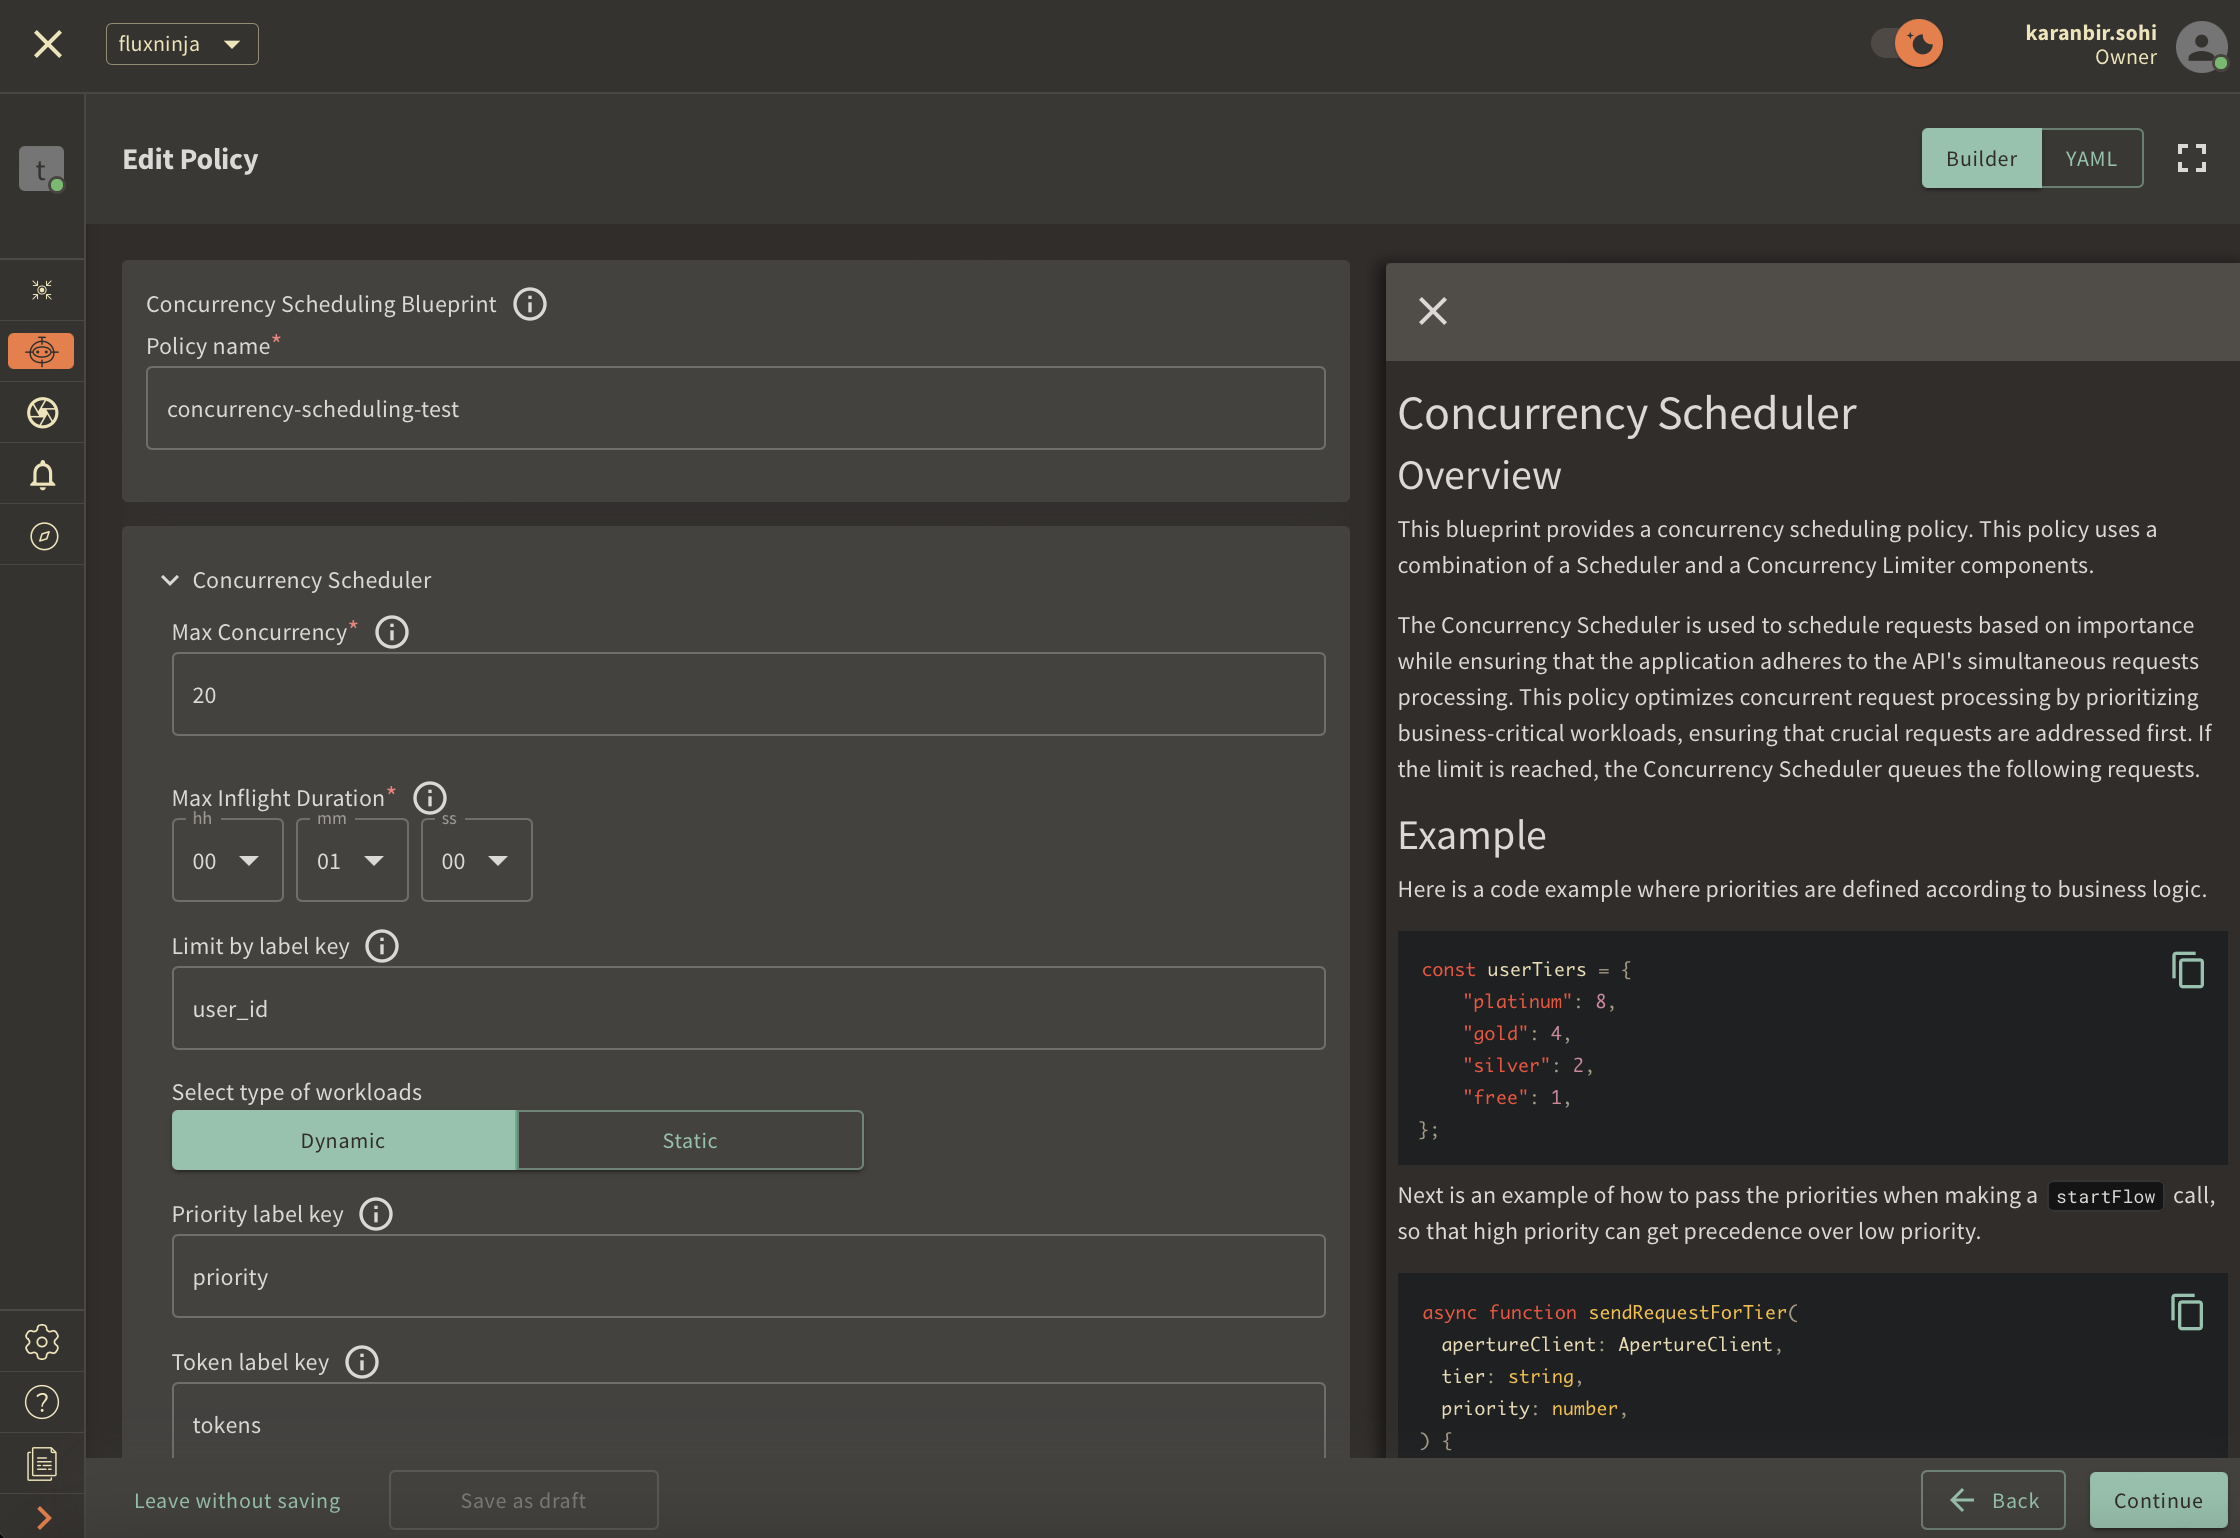 fluxninja
karanbir.sohi
Owner
t
Edit Policy
Builder
YAML
Concurrency Scheduling Blueprint
Policy name*
concurrency-scheduling-test
Concurrency Scheduler
Max Concurrency*
20
Max Inflight Duration*
hh
mm
ss
00
01
00
Limit by label key
user_id
Select type of workloads
Dynamic
Static
Priority label key
priority
Token label key
tokens
Concurrency Scheduler
Overview
This blueprint provides a concurrency scheduling policy. This policy uses a
combination of a Scheduler and a Concurrency Limiter components.
The Concurrency Scheduler is used to schedule requests based on importance
while ensuring that the application adheres to the API's simultaneous requests
processing. This policy optimizes concurrent request processing by prioritizing
business-critical workloads, ensuring that crucial requests are addressed first. If
the limit is reached, the Concurrency Scheduler queues the following requests.
Example
Here is a code example where priorities are defined according to business logic.
const userTiers = {
"platinum": 8,
"gold": 4,
"silver": 2,
"free": 1,
};
Next is an example of how to pass the priorities when making a startFlow call,
so that high priority can get precedence over low priority.
async function sendRequestForTier(
apertureClient: ApertureClient,
tier: string,
priority: number,
) {
Leave without saving
Save as draft
Back
Continue